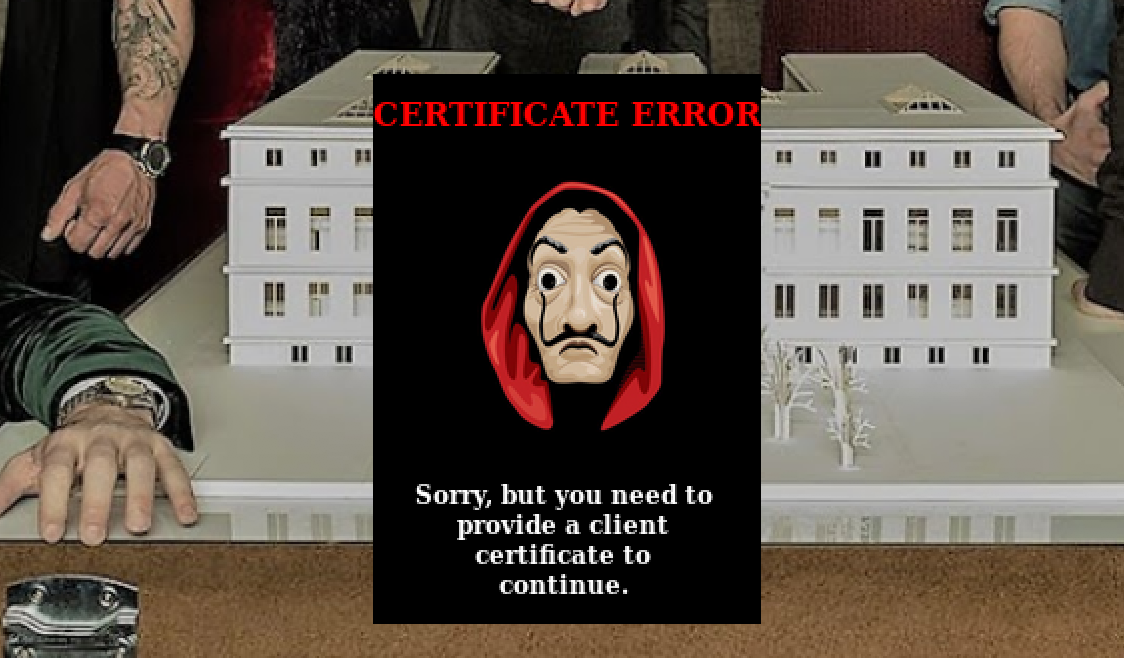 CERTIFICATE ERROR
Sorry, but you need to
provide a client
certificate to
continue.